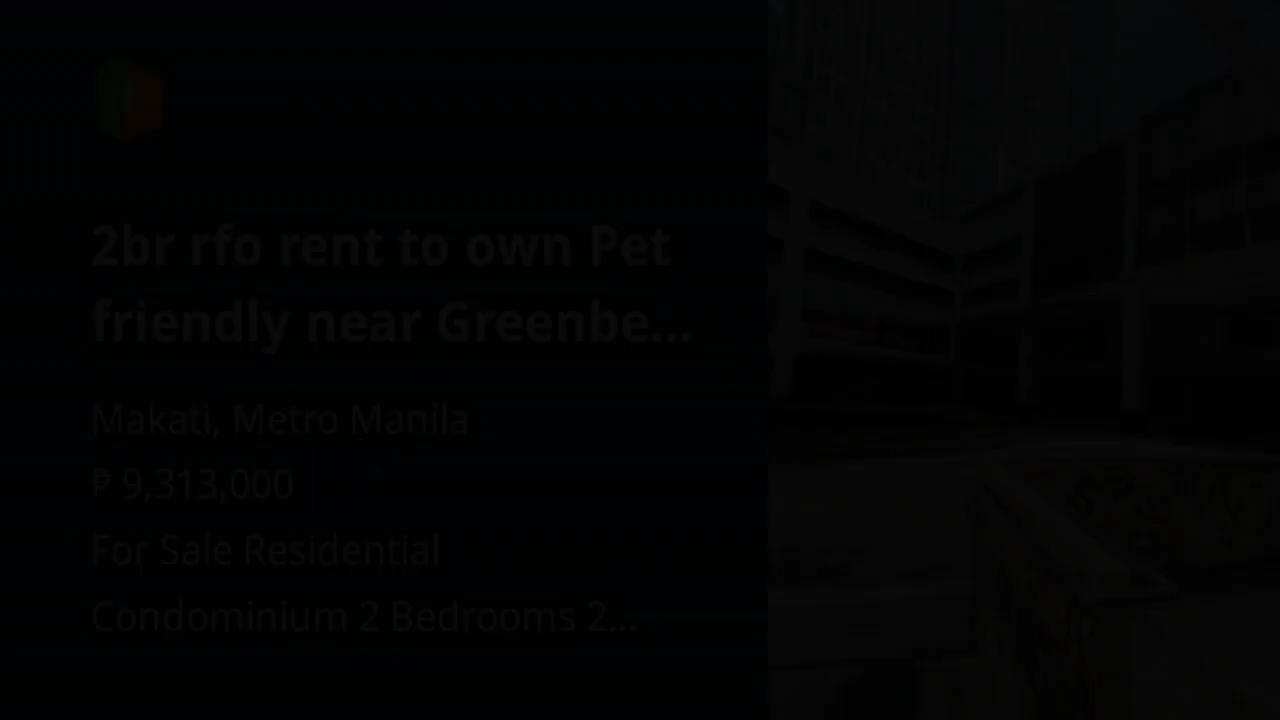 2br rfo rent to own Pet
friendly near Greenbe...
Makati, Metro Manila
₱ 9,313,000
For Sale Residential
Condominium 2 Bedrooms 2...